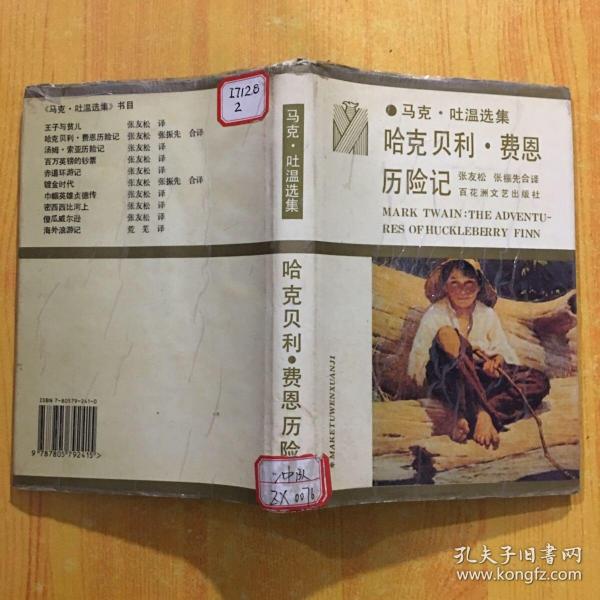 《马克·吐温选集》书目
王子与贫儿 张友松 译
哈克贝利·费恩历险记 张友松 张振先 合译
汤姆·索亚历险记 张友松 译
百万英镑的钞票 张友松 译
赤道环游记 张友松 译
镀金时代 张友松 张振先 合译
巾帼英雄贞德传 张友松 译
密西西比河上 张友松 译
傻瓜威尔逊 张友松 译
海外浪游记 荒芜 译
ISBN 7-80579-241-0
9 787805 792415>
I7128
2
马克·吐温选集
哈克贝利·费恩历险
MAKETUWENXUANJI
ZX 0076
马克·吐温选集
哈克贝利·费恩
历险记 张友松 张振先合译
百花洲文艺出版社
MARK TWAIN:THE ADVENTU-
RES OF HUCKLEBERRY FINN
孔夫子旧书网
www.kongfz.com